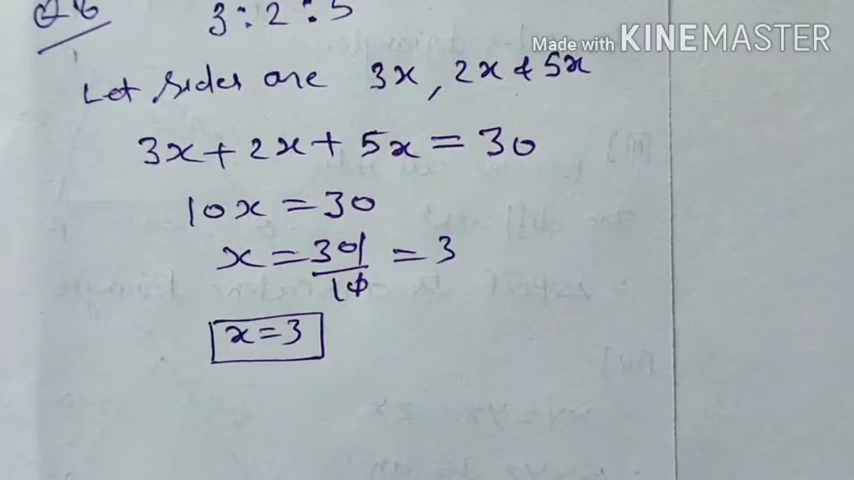 Q.6
3:2:5
Made with KINEMASTER
Let sides are 3x, 2x & 5x
3x + 2x + 5x = 30
10x = 30
x = 30/10 = 3
x = 3